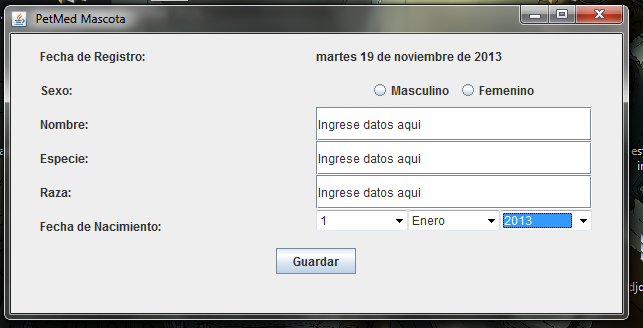 PetMed Mascota
Fecha de Registro: martes 19 de noviembre de 2013
Sexo: Masculino Femenino
Nombre: Ingrese datos aqui
Especie: Ingrese datos aqui
Raza: Ingrese datos aqui
Fecha de Nacimiento: 1 Enero 2013
Guardar